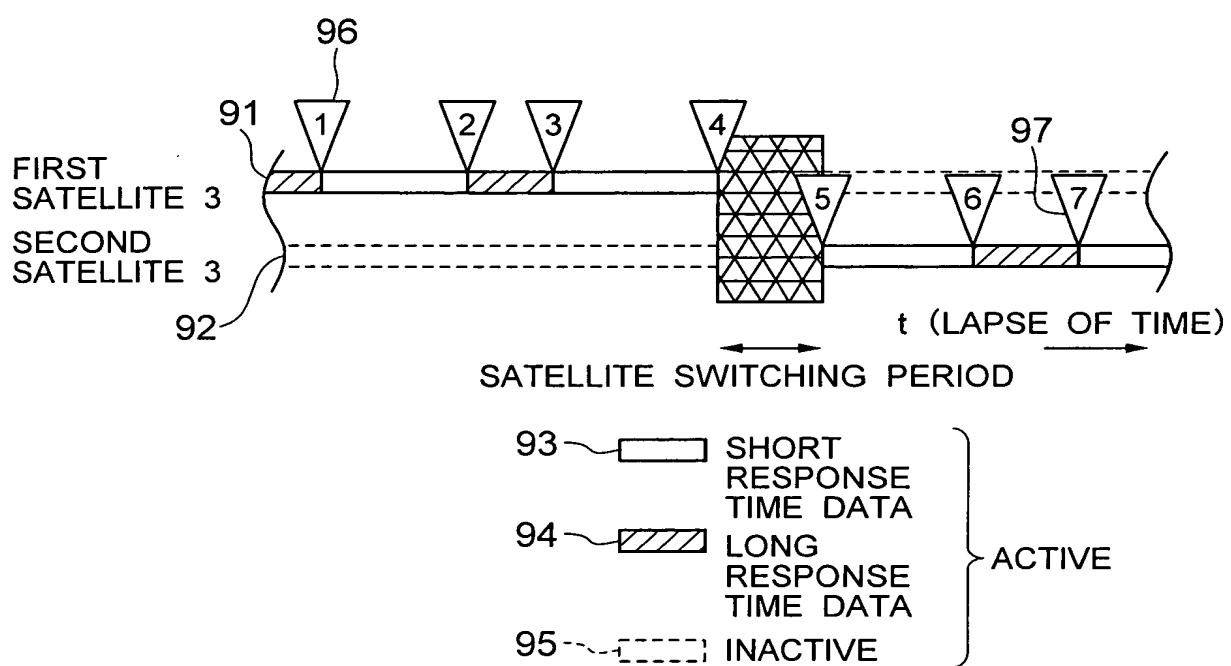 96
91
1
2
3
4
97
FIRST
SATELLITE 3
5
6
7
SECOND
SATELLITE 3
92
t (LAPSE OF TIME)
SATELLITE SWITCHING PERIOD
93
SHORT
RESPONSE
TIME DATA
94
LONG
RESPONSE
TIME DATA
ACTIVE
95
INACTIVE